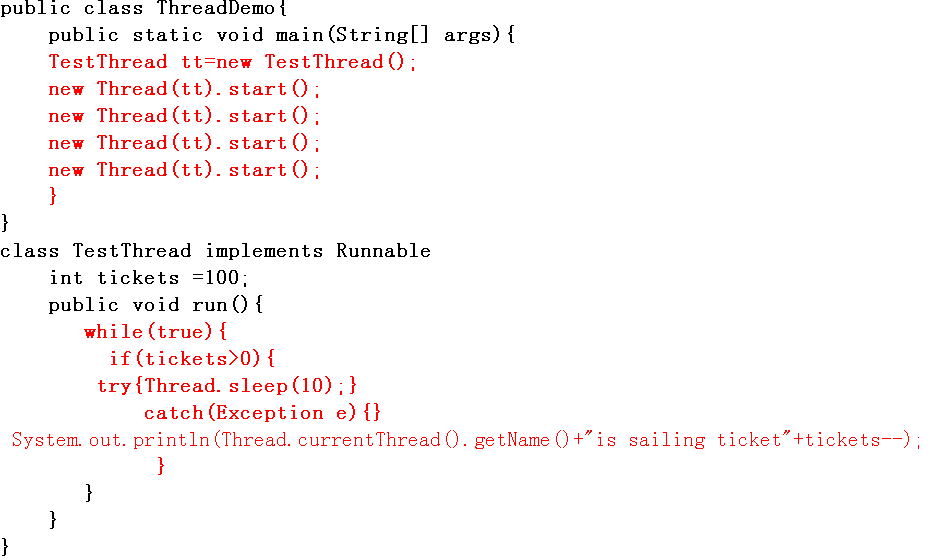 public class ThreadDemo{
public static void main(String[] args){
TestThread tt=new TestThread();
new Thread(tt).start();
new Thread(tt).start();
new Thread(tt).start();
new Thread(tt).start();
}
}
class TestThread implements Runnable
int tickets =100;
public void run(){
while(true){
if(tickets>0){
try{Thread.sleep(10);}
catch(Exception e){}
System.out.println(Thread.currentThread().getName()+"is sailing ticket"+tickets--);
}
}
}
}